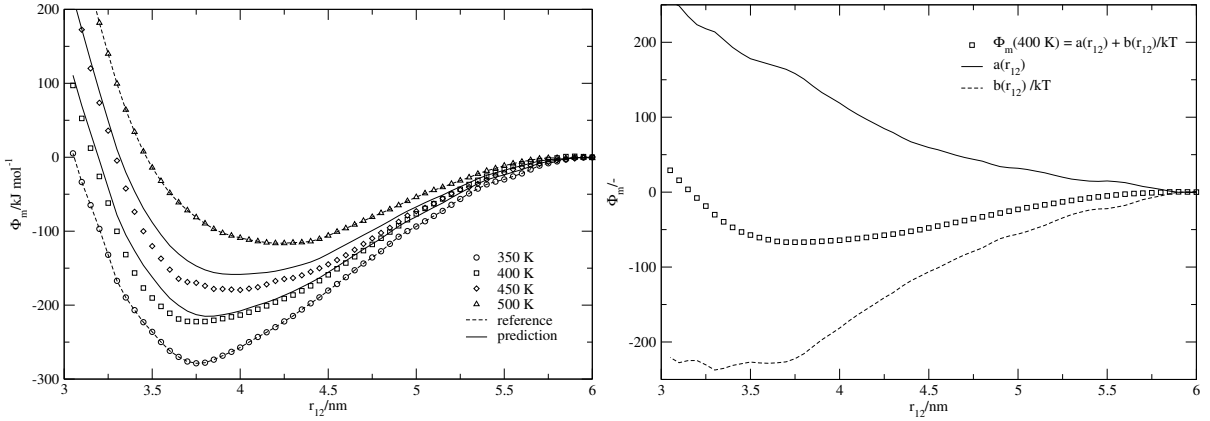 200
100
0
-100
-200
-300
Φm/kJ mol-1
350 K
400 K
450 K
500 K
reference
prediction
3 3.5 4 4.5 5 5.5 6
r12/nm
200
100
0
-100
-200
Φm/-
Φm(400 K) = a(r12) + b(r12)/kT
a(r12)
b(r12) /kT
3 3.5 4 4.5 5 5.5 6
r12/nm